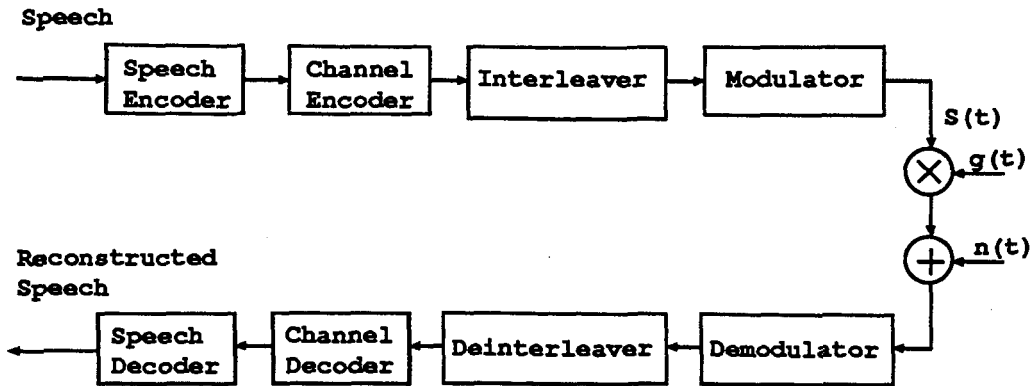 Speech
Speech
Encoder
Channel
Encoder
Interleaver
Modulator
S(t)
g(t)
n(t)
Reconstructed
Speech
Speech
Decoder
Channel
Decoder
Deinterleaver
Demodulator